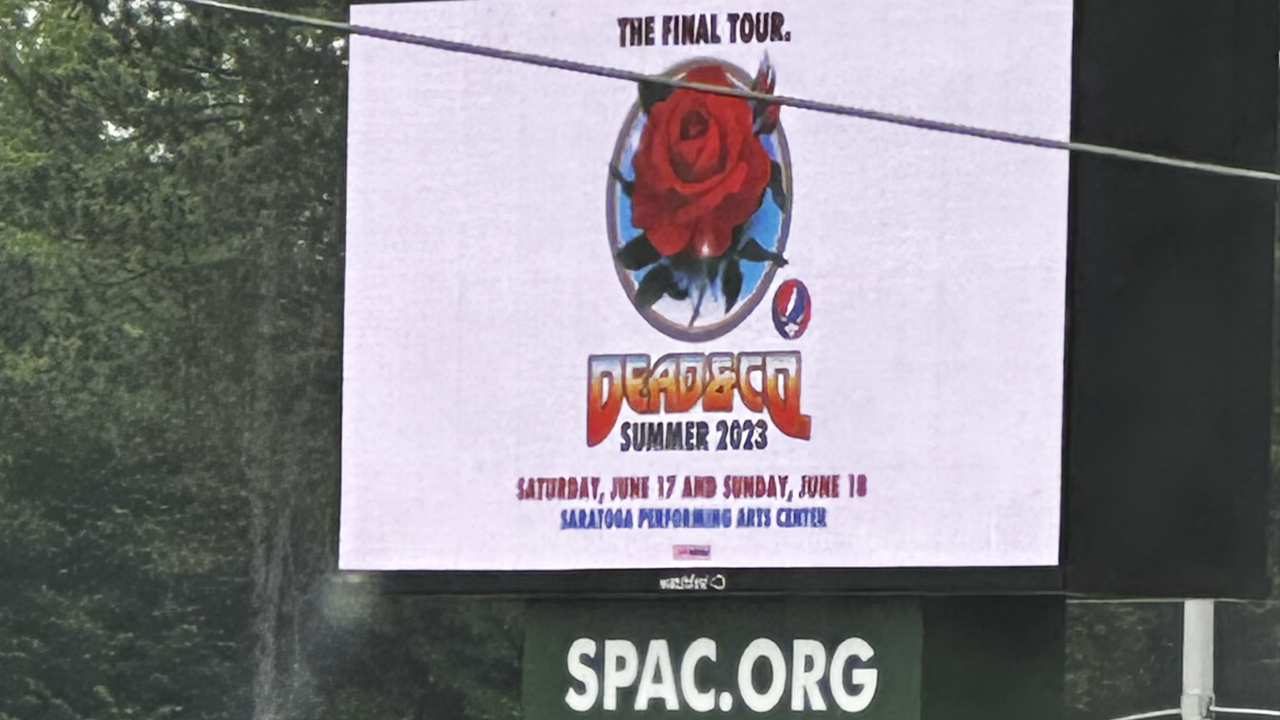 THE FINAL TOUR.
DEAD&CO
SUMMER 2023
SATURDAY, JUNE 17 AND SUNDAY, JUNE 18
SARATOGA PERFORMING ARTS CENTER
SPAC.ORG